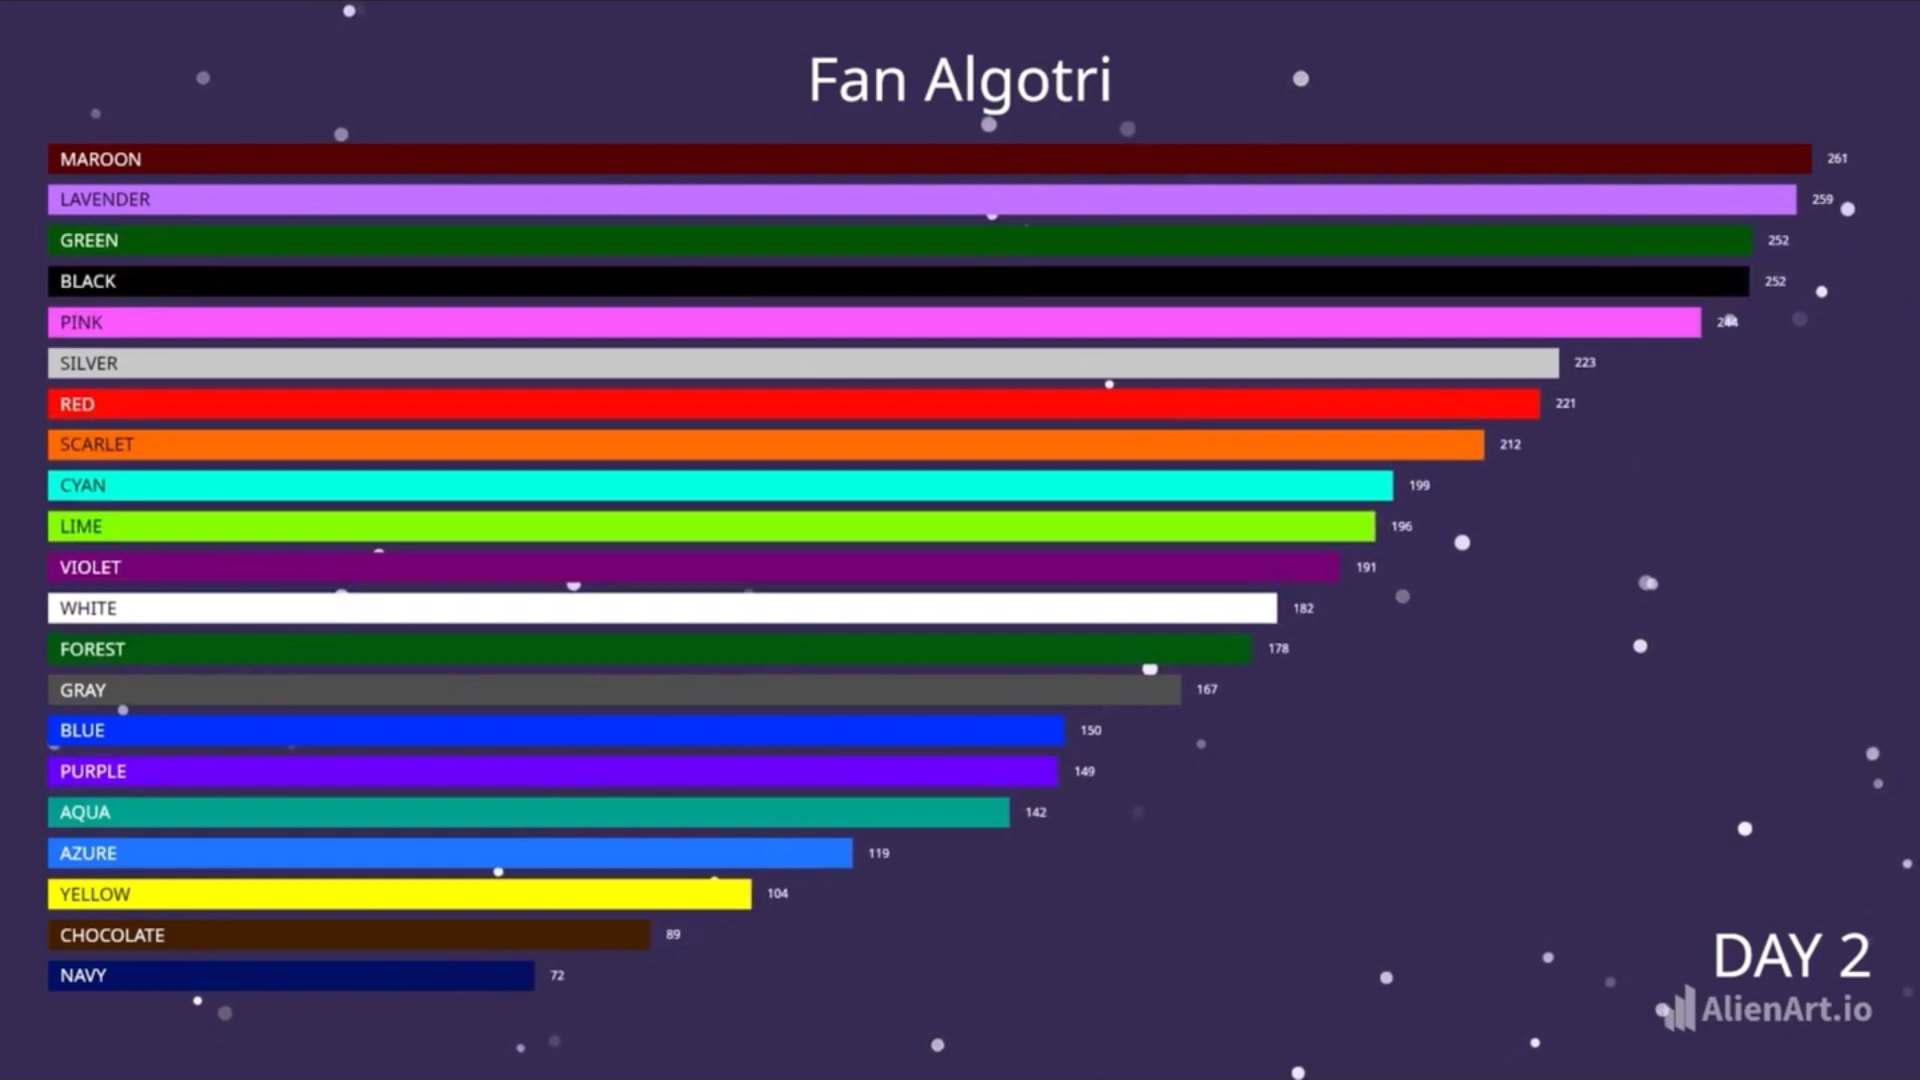 Fan Algotri
MAROON 261
LAVENDER 259
GREEN 252
BLACK 252
PINK 244
SILVER 223
RED 221
SCARLET 212
CYAN 199
LIME 196
VIOLET 191
WHITE 182
FOREST 178
GRAY 167
BLUE 150
PURPLE 149
AQUA 142
AZURE 119
YELLOW 104
CHOCOLATE 89
NAVY 72
DAY 2
AlienArt.io